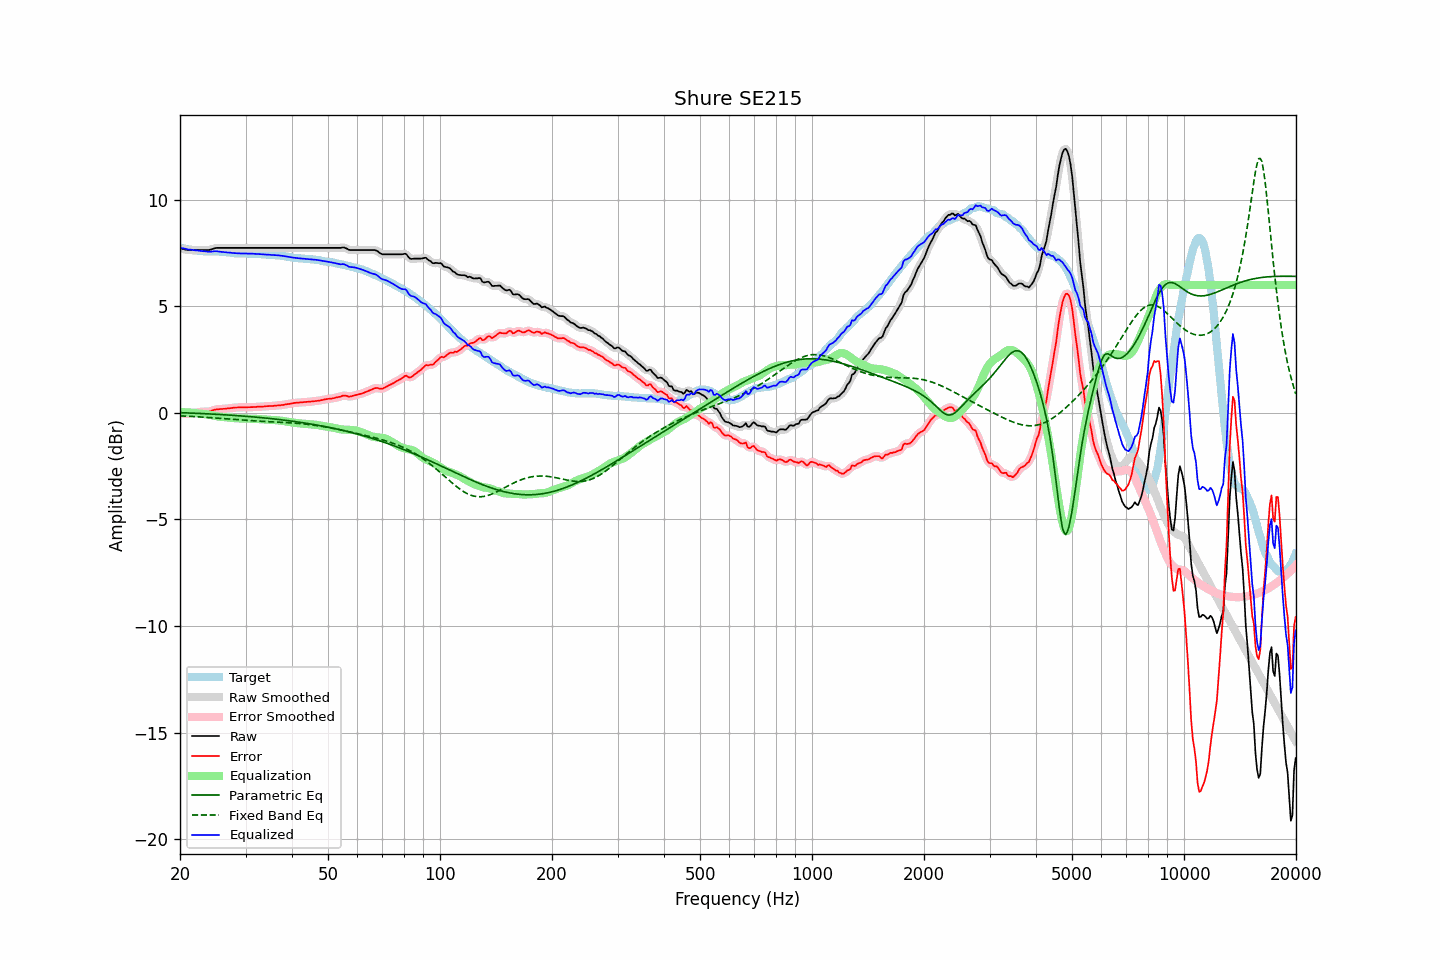 Shure SE215
Amplitude (dBr)
10
5
0
−5
−10
−15
−20
Target
Raw Smoothed
Error Smoothed
Raw
Error
Equalization
Parametric Eq
Fixed Band Eq
Equalized
20 50 100 200 500 1000 2000 5000 10000 20000
Frequency (Hz)